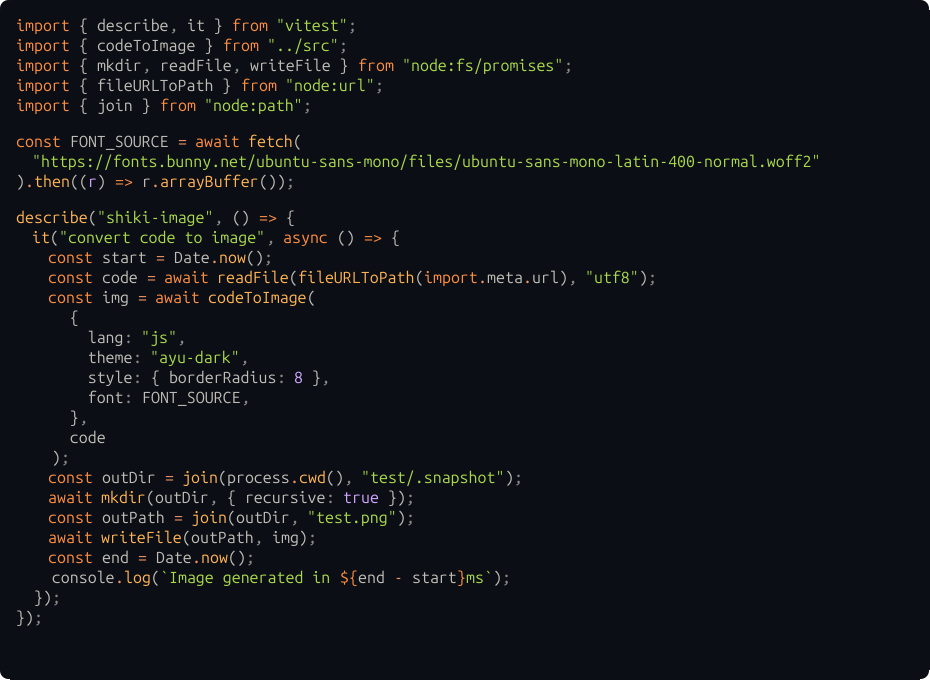 import { describe, it } from "vitest";
import { codeToImage } from "../src";
import { mkdir, readFile, writeFile } from "node:fs/promises";
import { fileURLToPath } from "node:url";
import { join } from "node:path";

const FONT_SOURCE = await fetch(
  "https://fonts.bunny.net/ubuntu-sans-mono/files/ubuntu-sans-mono-latin-400-normal.woff2"
).then((r) => r.arrayBuffer());

describe("shiki-image", () => {
  it("convert code to image", async () => {
    const start = Date.now();
    const code = await readFile(fileURLToPath(import.meta.url), "utf8");
    const img = await codeToImage(
      {
        lang: "js",
        theme: "ayu-dark",
        style: { borderRadius: 8 },
        font: FONT_SOURCE,
      },
      code
    );
    const outDir = join(process.cwd(), "test/.snapshot");
    await mkdir(outDir, { recursive: true });
    const outPath = join(outDir, "test.png");
    await writeFile(outPath, img);
    const end = Date.now();
    console.log(`Image generated in ${end - start}ms`);
  });
});